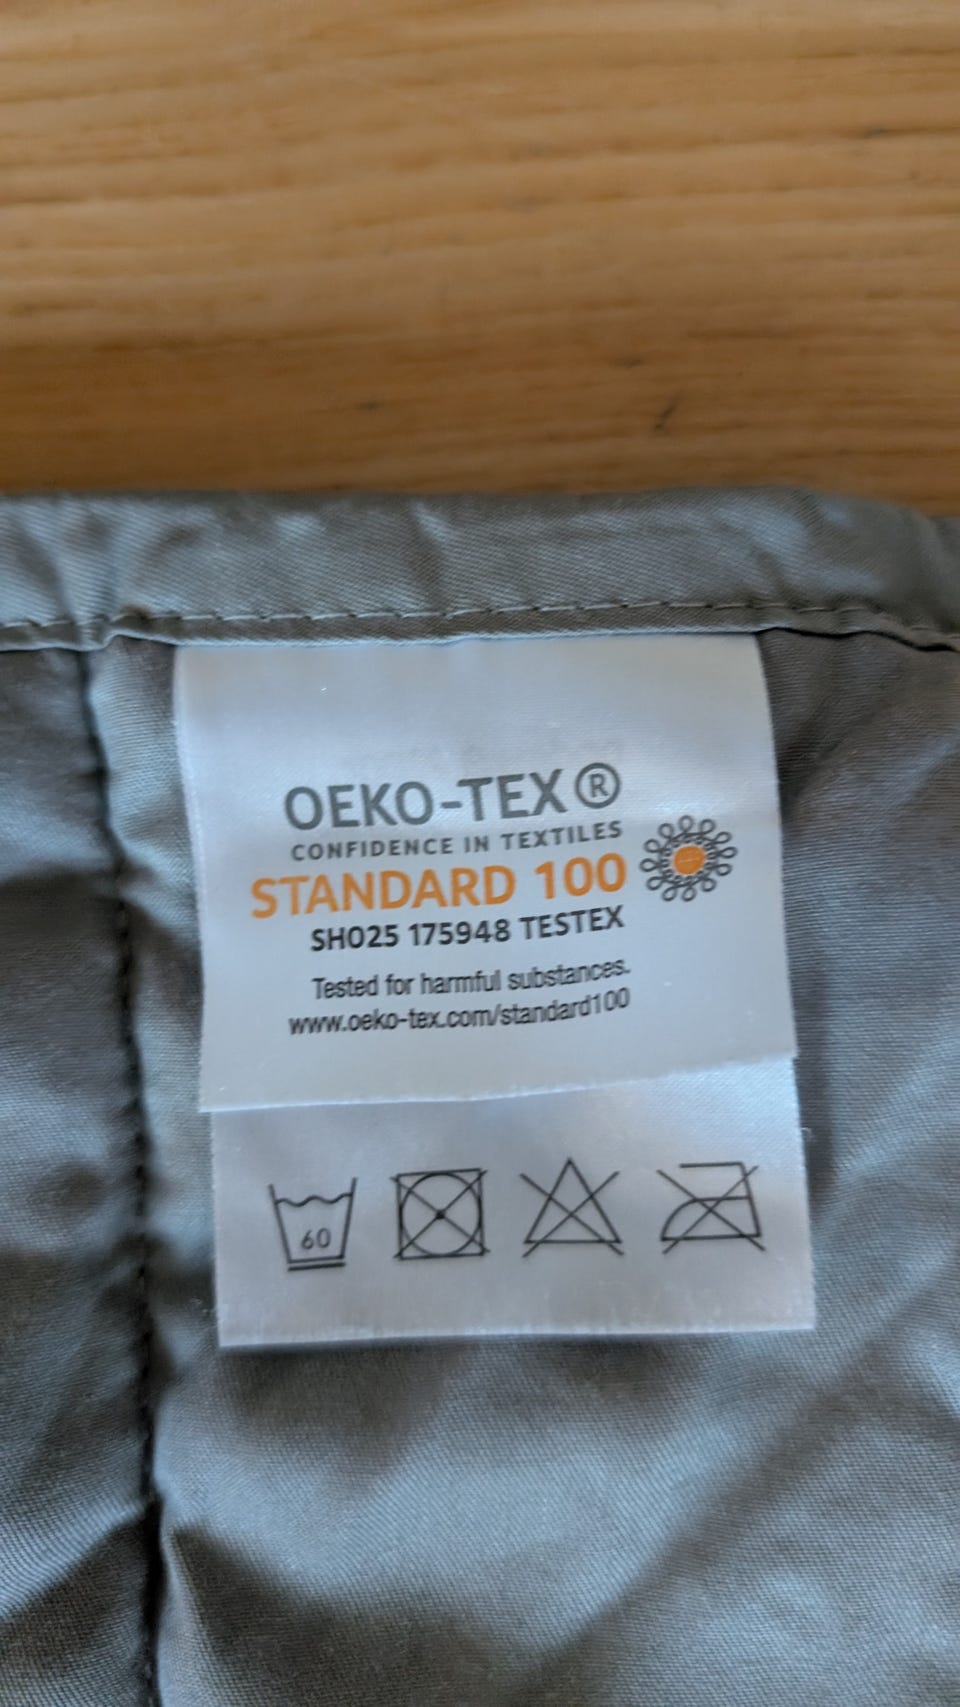 OEKO-TEX®
CONFIDENCE IN TEXTILES
STANDARD 100
SH025 175948 TESTEX
Tested for harmful substances.
www.oeko-tex.com/standard100
60